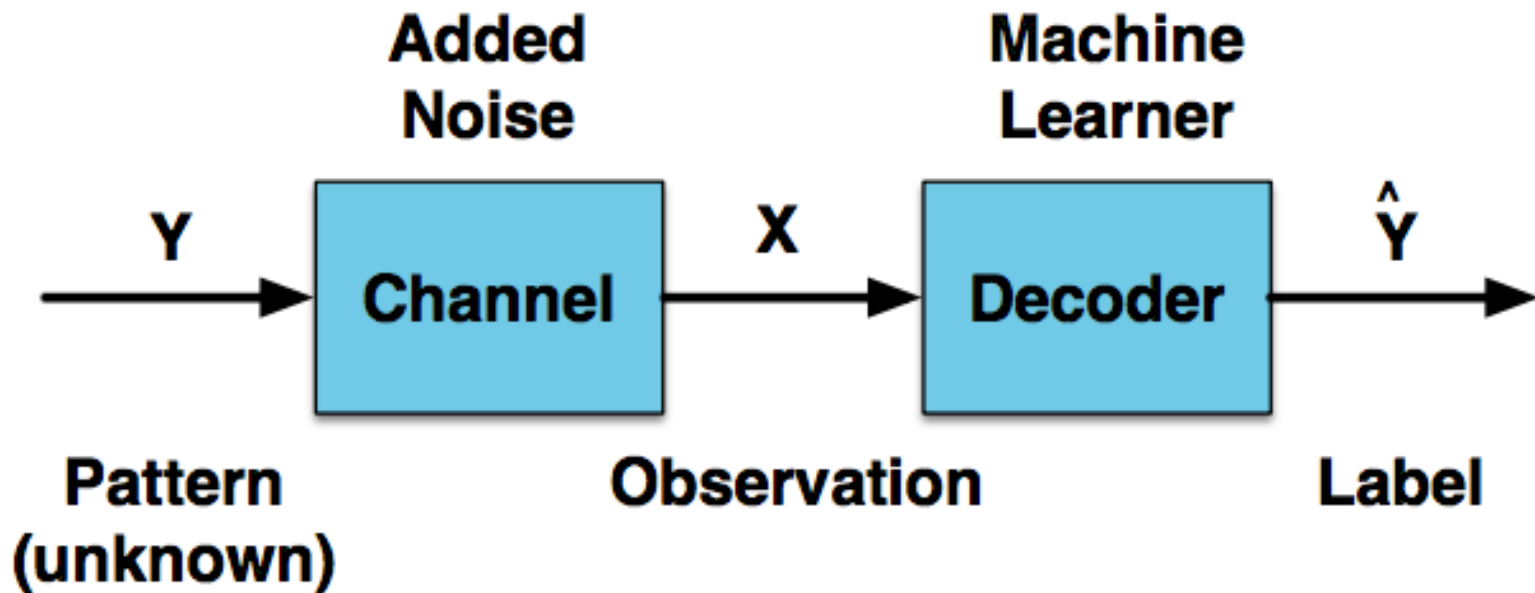 Added
Noise
Machine
Learner
Y
Channel
X
Decoder
Ŷ
Pattern
(unknown)
Observation
Label